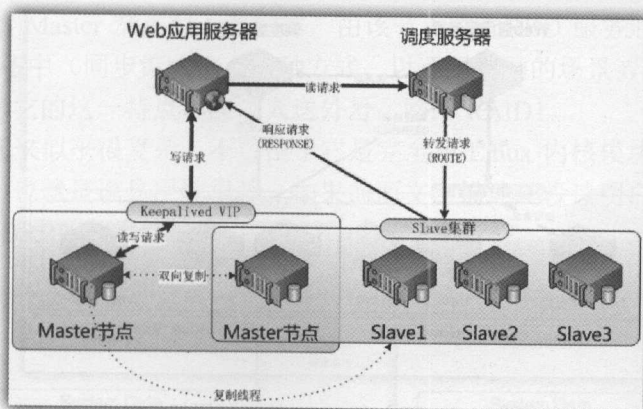 Web应用服务器
调度服务器
读请求
响应请求
(RESPONSE)
转发请求
(ROUTE)
写请求
Keepalived VIP
Slave集群
读写请求
双向复制
Master节点
Master节点
Slave1
Slave2
Slave3
复制线程